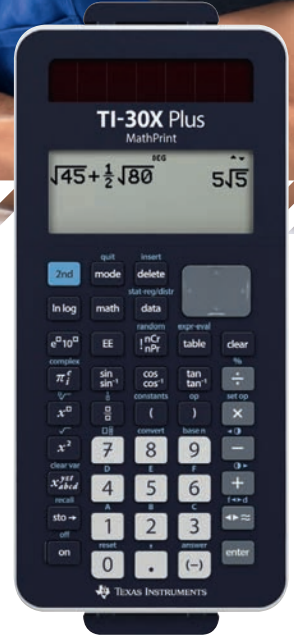 TI-30X Plus
MathPrint
DEG
√45+½√80 5√5
quit insert
2nd mode delete
stat-reg/distr
ln log math data
random expr-eval
eº10º EE !nCr nPr table clear
complex %
π e i sin sin⁻¹ cos cos⁻¹ tan tan⁻¹ ÷
constants op set op
x ( ) ×
convert base n
x² 7 8 9 −
clear var D E F
xyzt abcd 4 5 6 +
recall A B C f◄►d
sto→ 1 2 3 ◄►≈
off reset , answer
on 0 . (−) enter
TEXAS INSTRUMENTS